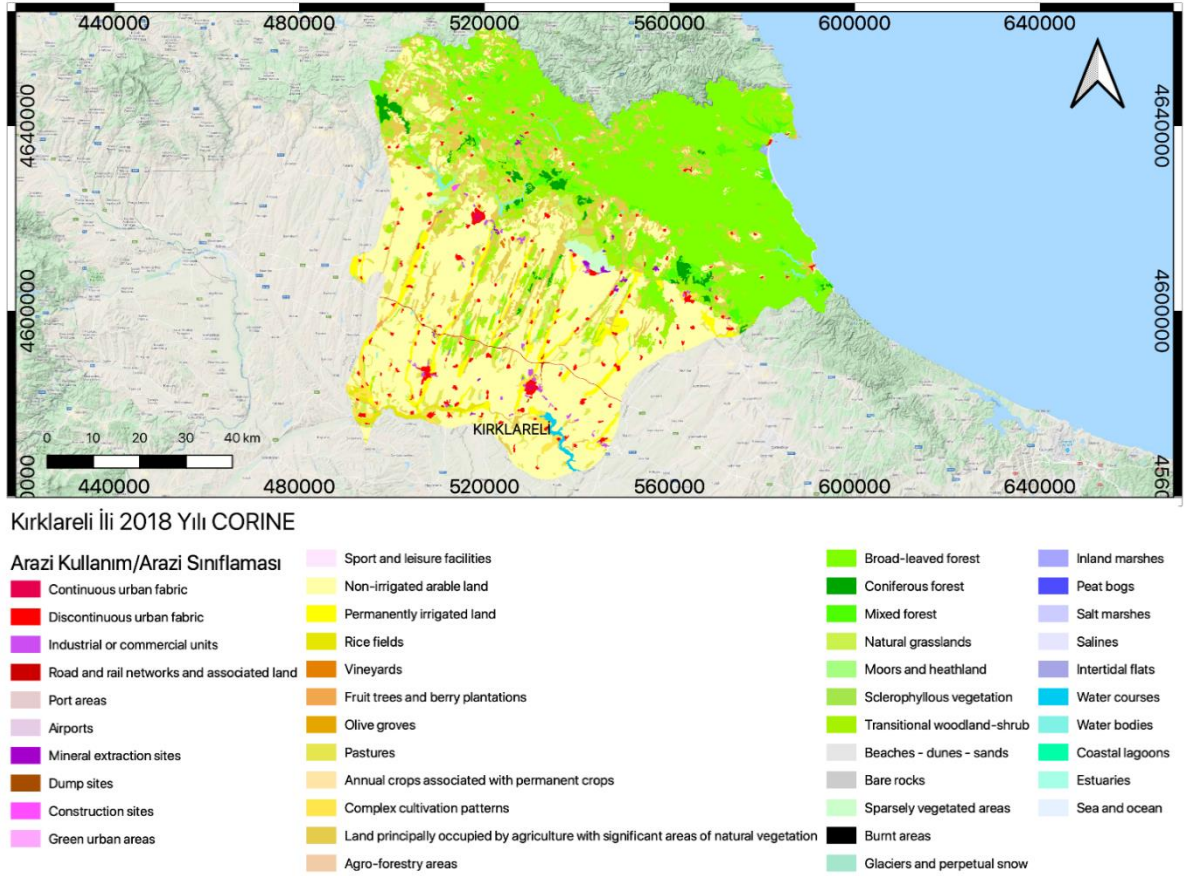 440000 480000 520000 560000 6000000 640000
4640000 4640000
4600000 4600000
KIRKLARELİ
0 10 20 30 40 km
440000 480000 520000 560000 6000000 640000
Kırklareli İli 2018 Yılı CORINE
Arazi Kullanım/Arazi Sınıflaması
Continuous urban fabric
Discontinuous urban fabric
Industrial or commercial units
Road and rail networks and associated land
Port areas
Airports
Mineral extraction sites
Dump sites
Construction sites
Green urban areas
Sport and leisure facilities
Non-irrigated arable land
Permanently irrigated land
Rice fields
Vineyards
Fruit trees and berry plantations
Olive groves
Pastures
Annual crops associated with permanent crops
Complex cultivation patterns
Land principally occupied by agriculture with significant areas of natural vegetation
Agro-forestry areas
Broad-leaved forest
Coniferous forest
Mixed forest
Natural grasslands
Moors and heathland
Sclerophyllous vegetation
Transitional woodland-shrub
Beaches - dunes - sands
Bare rocks
Sparsely vegetated areas
Burnt areas
Glaciers and perpetual snow
Inland marshes
Peat bogs
Salt marshes
Salines
Intertidal flats
Water courses
Water bodies
Coastal lagoons
Estuaries
Sea and ocean